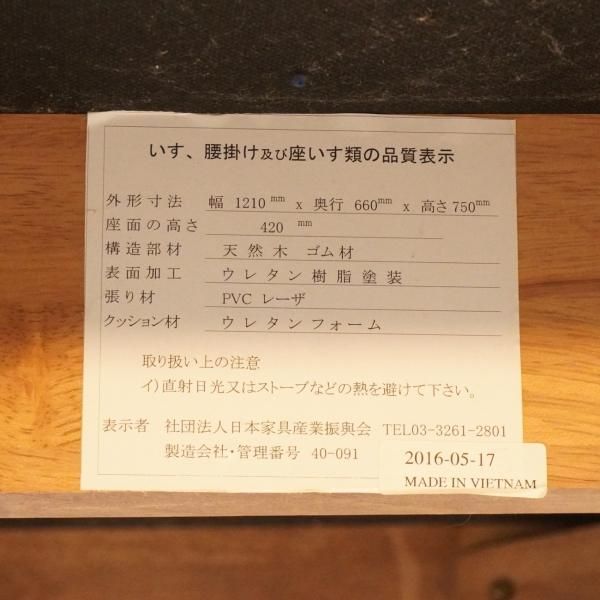 いす、腰掛け及び座いす類の品質表示
外形寸法 幅 1210mm x 奥行 660mm x 高さ750mm
座面の高さ 420 mm
構造部材 天然木 ゴム材
表面加工 ウレタン樹脂塗装
張り材 PVC レーザ
クッション材 ウレタンフォーム
取り扱い上の注意
イ)直射日光又はストーブなどの熱を避けて下さい。
表示者 社団法人日本家具産業振興会 TEL03-3261-2801
製造会社・管理番号 40-091
2016-05-17
MADE IN VIETNAM